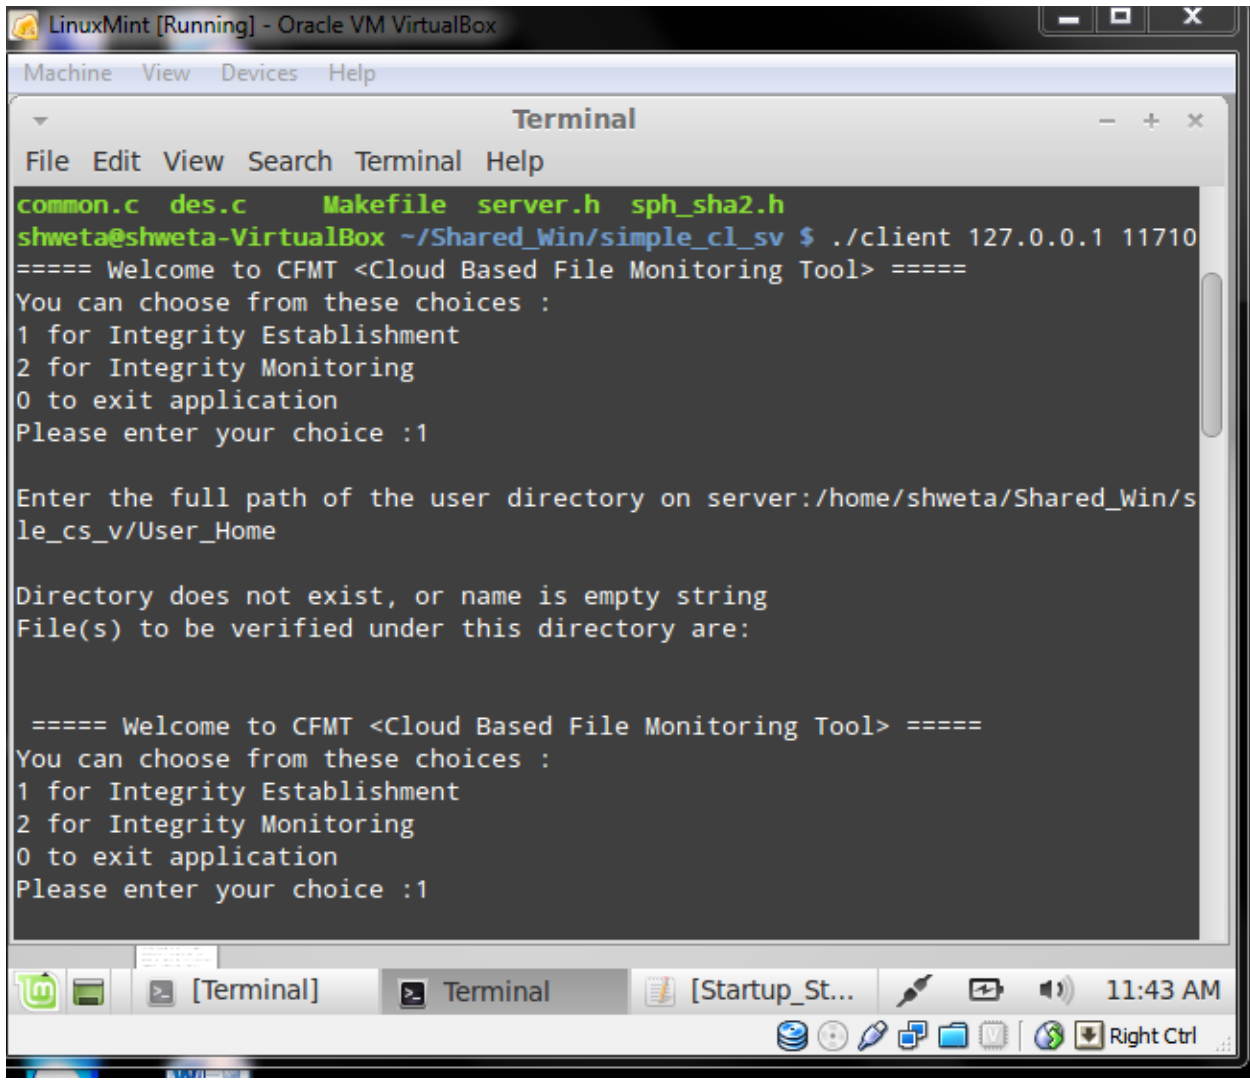 LinuxMint [Running] - Oracle VM VirtualBox
Machine View Devices Help
Terminal
File Edit View Search Terminal Help
common.c des.c Makefile server.h sph_sha2.h
shweta@shweta-VirtualBox ~/Shared_Win/simple_cl_sv $ ./client 127.0.0.1 11710
===== Welcome to CFMT <Cloud Based File Monitoring Tool> =====
You can choose from these choices :
1 for Integrity Establishment
2 for Integrity Monitoring
0 to exit application
Please enter your choice :1
Enter the full path of the user directory on server:/home/shweta/Shared_Win/s
le_cs_v/User_Home
Directory does not exist, or name is empty string
File(s) to be verified under this directory are:
===== Welcome to CFMT <Cloud Based File Monitoring Tool> =====
You can choose from these choices :
1 for Integrity Establishment
2 for Integrity Monitoring
0 to exit application
Please enter your choice :1
[Terminal] Terminal [Startup_St... 11:43 AM
Right Ctrl